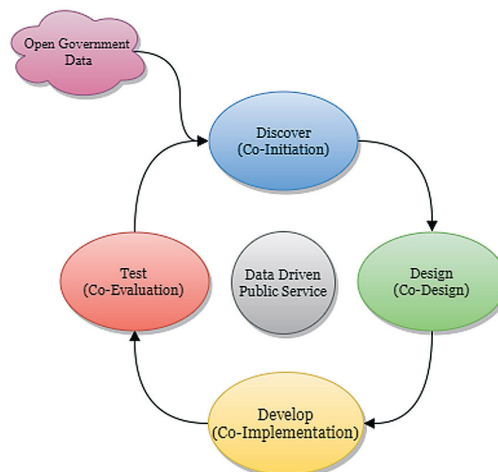 Open Government
Data
Discover
(Co-Initiation)
Test
(Co-Evaluation)
Data Driven
Public Service
Design
(Co-Design)
Develop
(Co-Implementation)